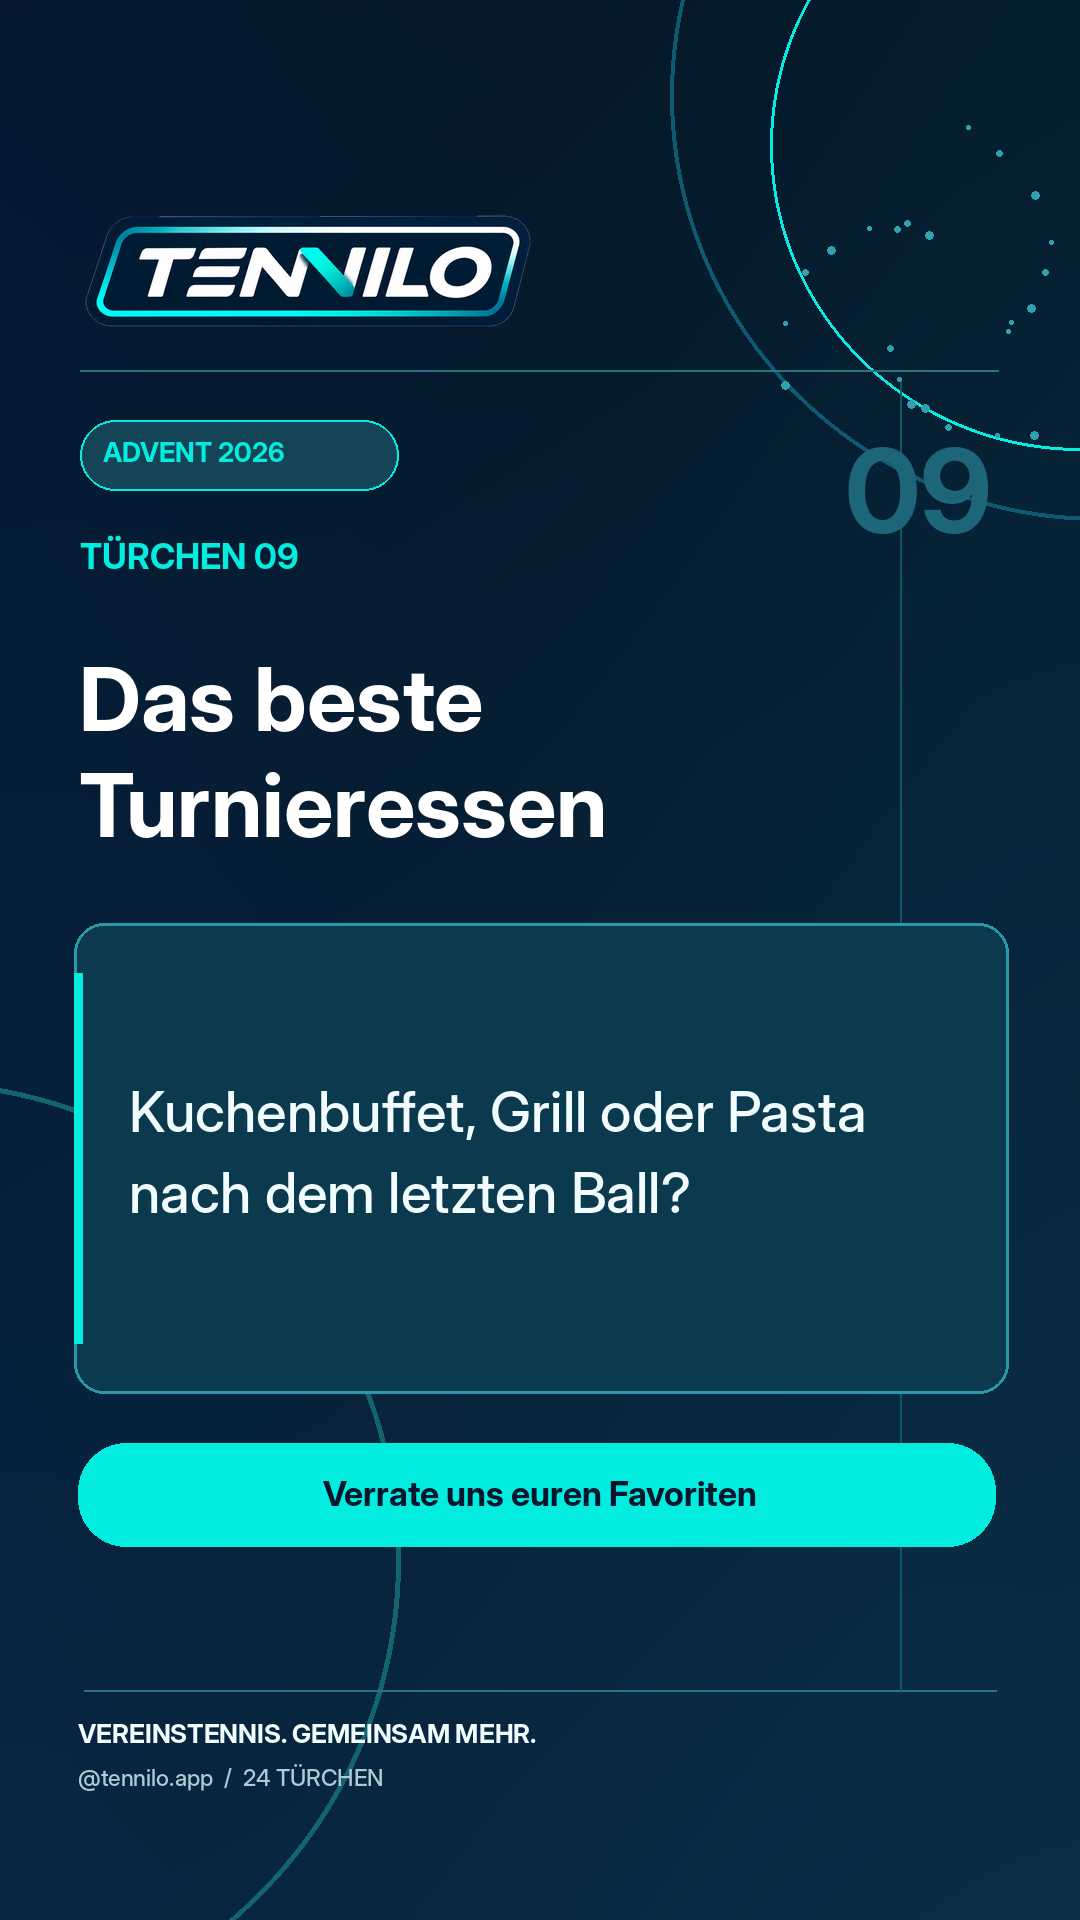 TENNILO
ADVENT 2026
09
TÜRCHEN 09
Das beste
Turnieressen
Kuchenbuffet, Grill oder Pasta
nach dem letzten Ball?
Verrate uns euren Favoriten
VEREINSTENNIS. GEMEINSAM MEHR.
@tennilo.app / 24 TÜRCHEN